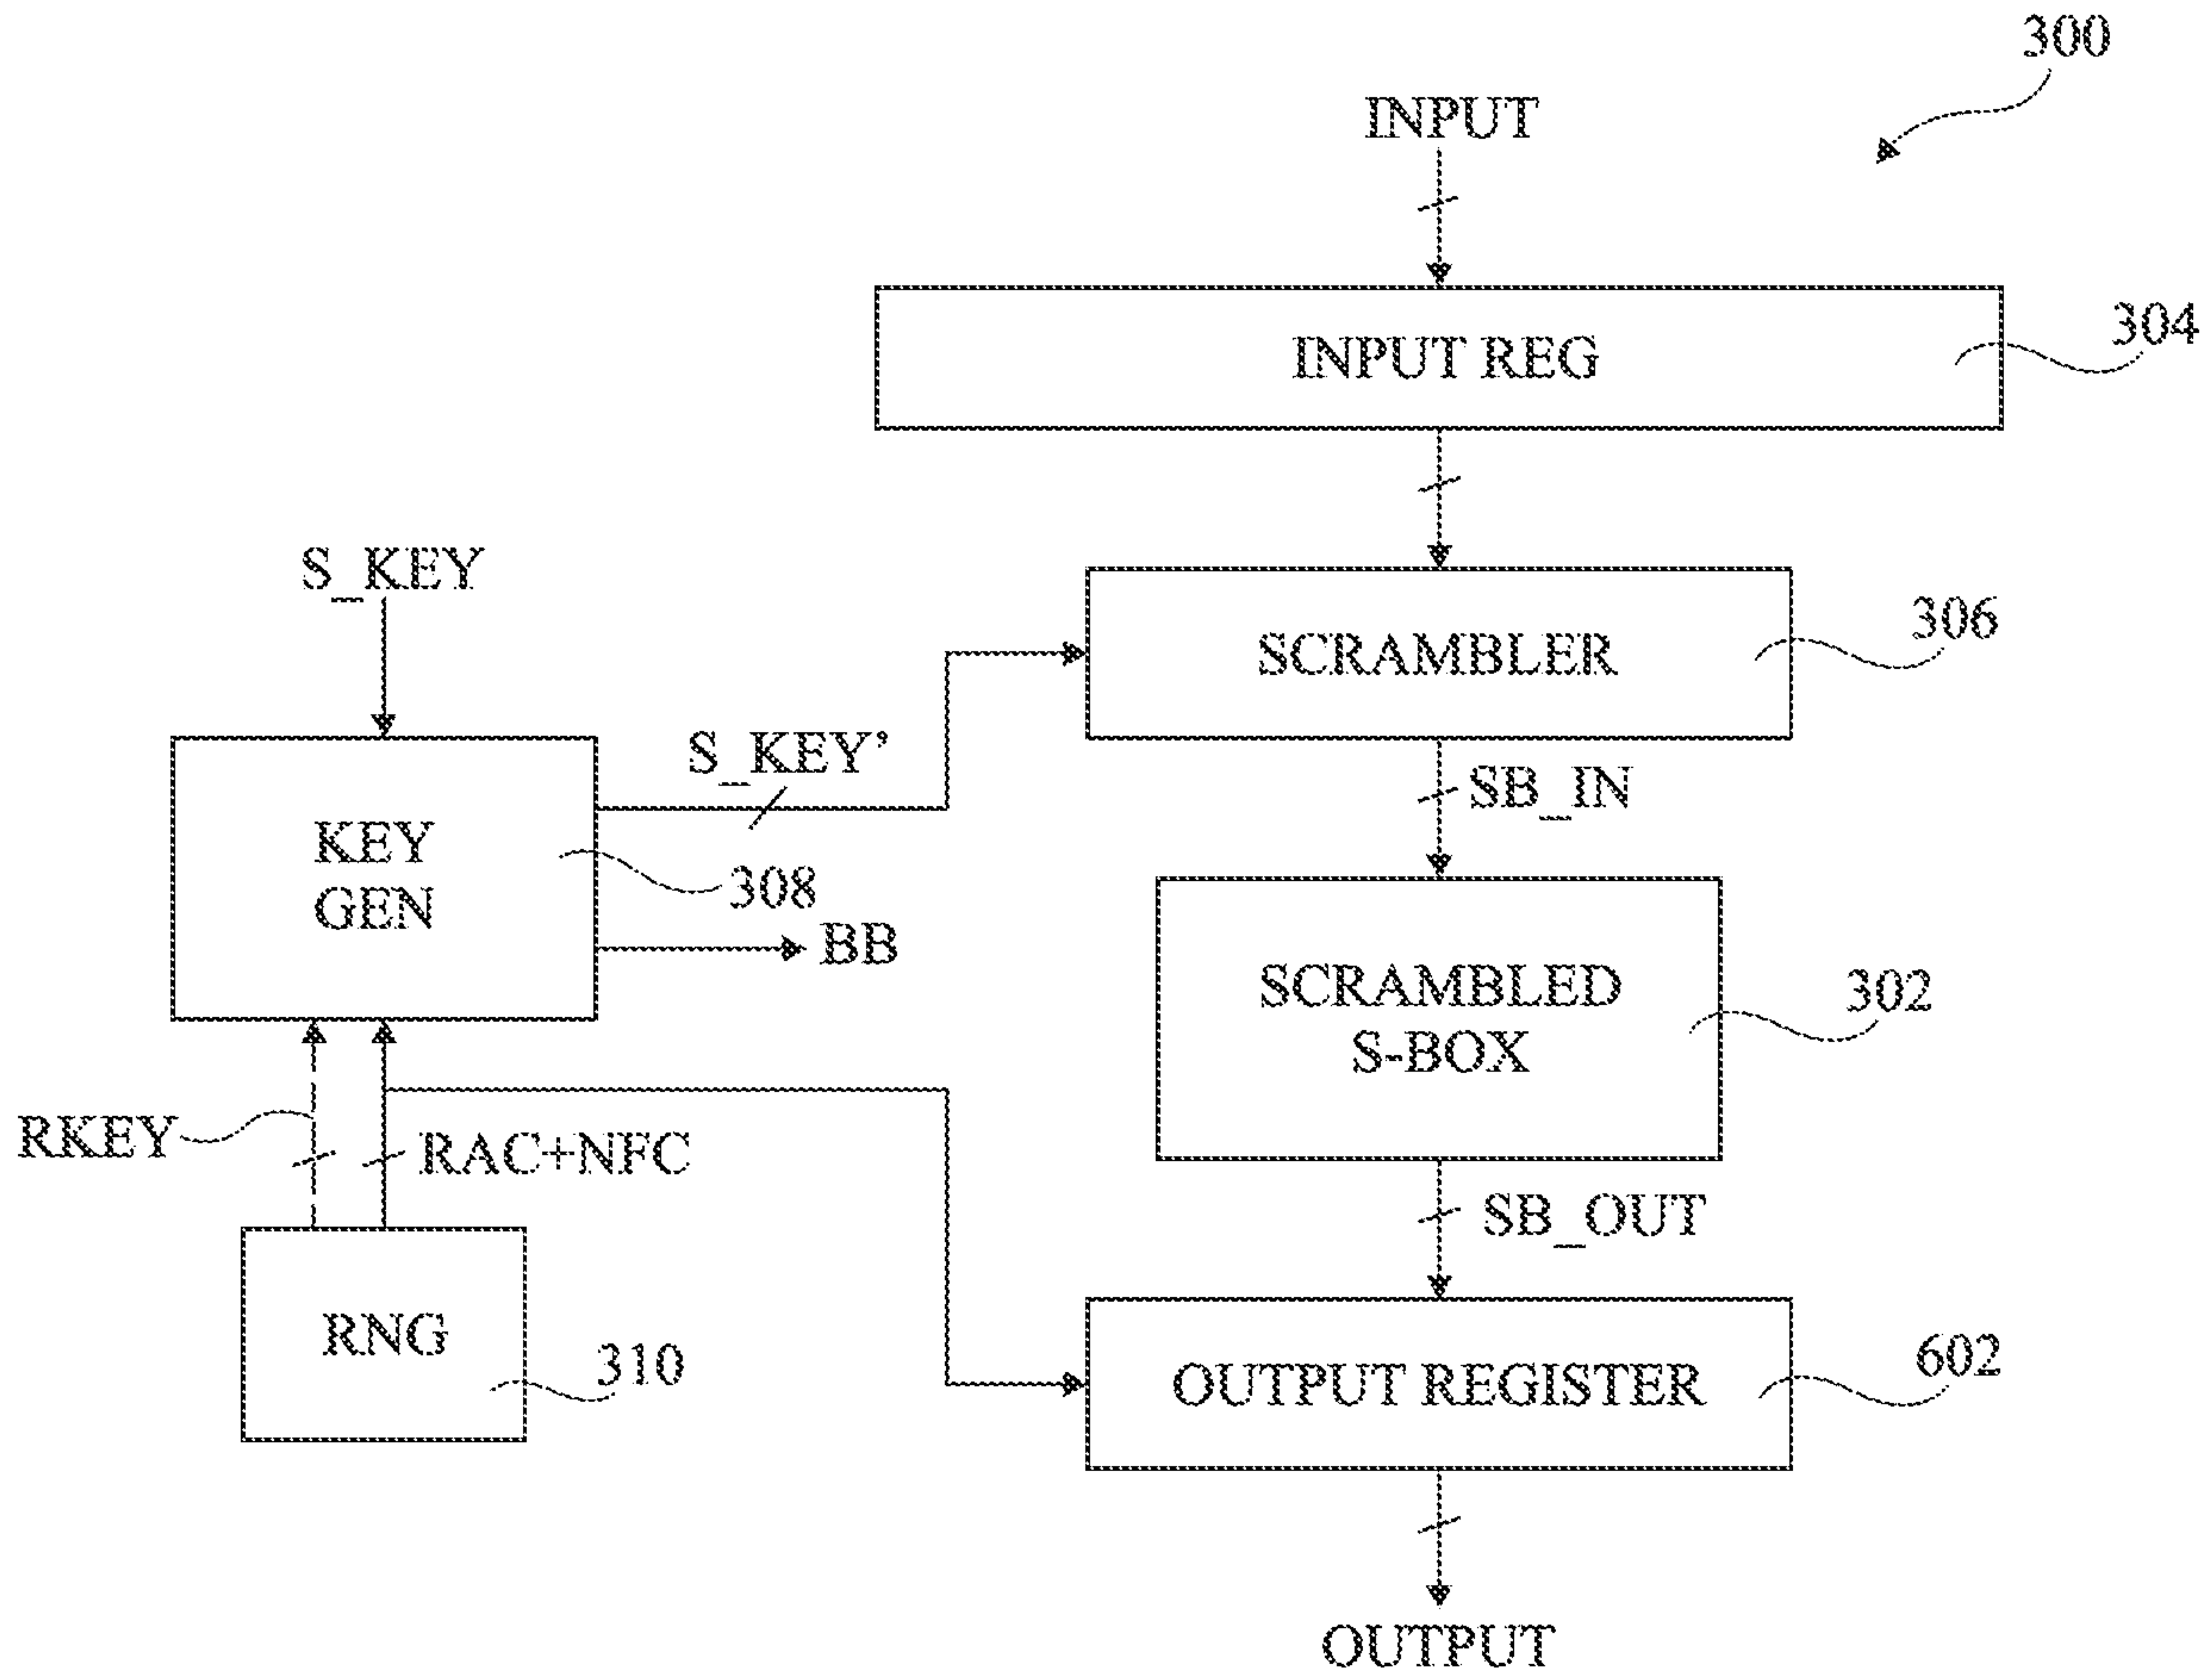 300
INPUT
INPUT REG
304
S_KEY
SCRAMBLER
306
S_KEY’
SB_IN
KEY
GEN
308
BB
SCRAMBLED
S-BOX
302
RKEY
RAC+NFC
SB_OUT
RNG
310
OUTPUT REGISTER
602
OUTPUT